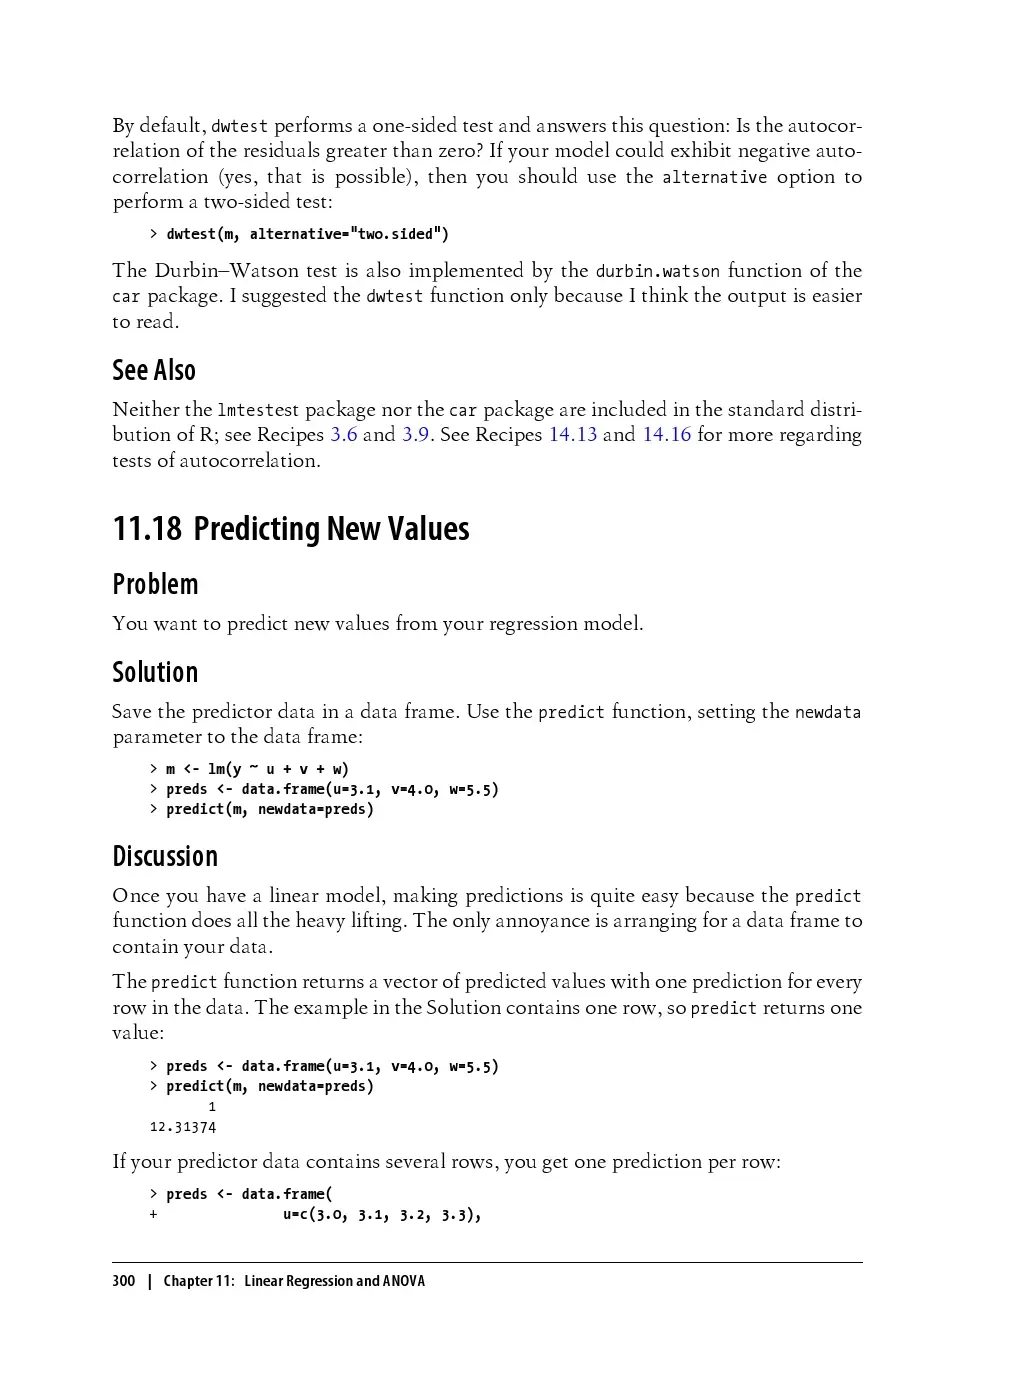 By default, dwtest performs a one-sided test and answers this question: Is the autocor-
relation of the residuals greater than zero? If your model could exhibit negative auto-
correlation (yes, that is possible), then you should use the alternative option to
perform a two-sided test:
> dwtest(m, alternative="two.sided")
The Durbin–Watson test is also implemented by the durbin.watson function of the
car package. I suggested the dwtest function only because I think the output is easier
to read.
See Also
Neither the lmtestest package nor the car package are included in the standard distri-
bution of R; see Recipes 3.6 and 3.9. See Recipes 14.13 and 14.16 for more regarding
tests of autocorrelation.
11.18 Predicting New Values
Problem
You want to predict new values from your regression model.
Solution
Save the predictor data in a data frame. Use the predict function, setting the newdata
parameter to the data frame:
> m <- lm(y ~ u + v + w)
> preds <- data.frame(u=3.1, v=4.0, w=5.5)
> predict(m, newdata=preds)
Discussion
Once you have a linear model, making predictions is quite easy because the predict
function does all the heavy lifting. The only annoyance is arranging for a data frame to
contain your data.
The predict function returns a vector of predicted values with one prediction for every
row in the data. The example in the Solution contains one row, so predict returns one
value:
> preds <- data.frame(u=3.1, v=4.0, w=5.5)
> predict(m, newdata=preds)
1
12.31374
If your predictor data contains several rows, you get one prediction per row:
> preds <- data.frame(
+ u=c(3.0, 3.1, 3.2, 3.3),
300 | Chapter 11: Linear Regression and ANOVA